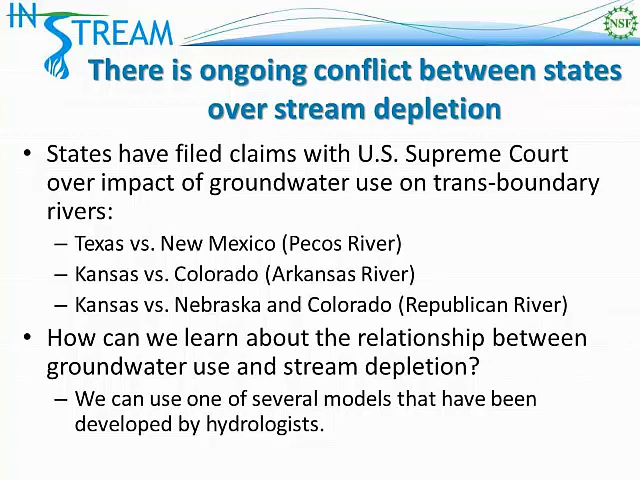 IN
STREAM
NSF
There is ongoing conflict between states
over stream depletion
• States have filed claims with U.S. Supreme Court
over impact of groundwater use on trans-boundary
rivers:
– Texas vs. New Mexico (Pecos River)
– Kansas vs. Colorado (Arkansas River)
– Kansas vs. Nebraska and Colorado (Republican River)
• How can we learn about the relationship between
groundwater use and stream depletion?
– We can use one of several models that have been
developed by hydrologists.